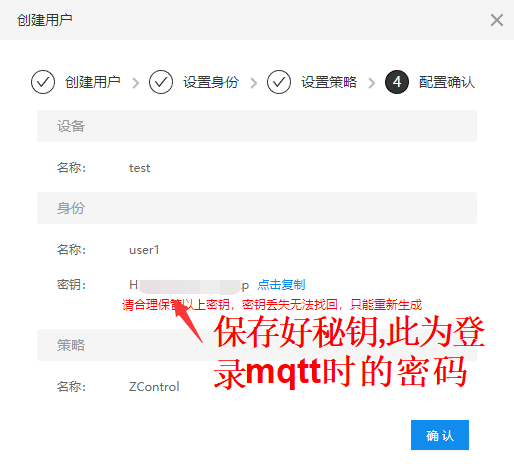 创建用户
创建用户 设置身份 设置策略 4 配置确认
设备
名称： test
身份
名称： user1
密钥： H p 点击复制
请合理保管以上密钥，密钥丢失无法找回，只能重新生成
保存好秘钥,此为登
录mqtt时的密码
策略
名称： ZControl
确认